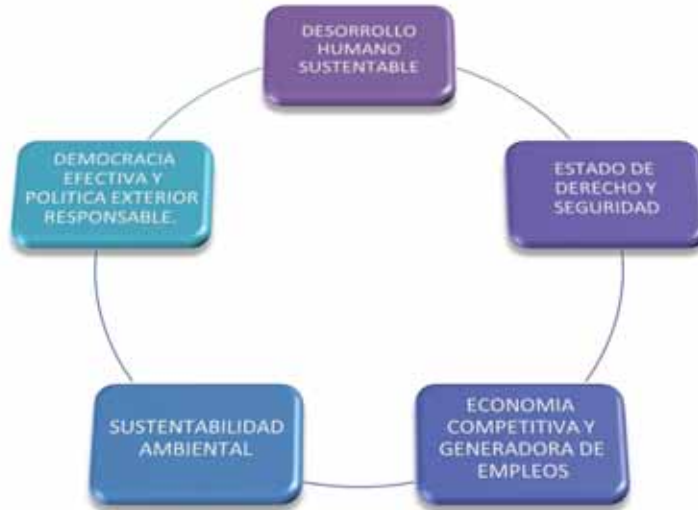 DESORROLLO
HUMANO
SUSTENTABLE
DEMOCRACIA
EFECTIVA Y
POLITICA EXTERIOR
RESPONSABLE.
ESTADO DE
DERECHO Y
SEGURIDAD
SUSTENTABILIDAD
AMBIENTAL
ECONOMIA
COMPETITIVA Y
GENERADORA DE
EMPLEOS